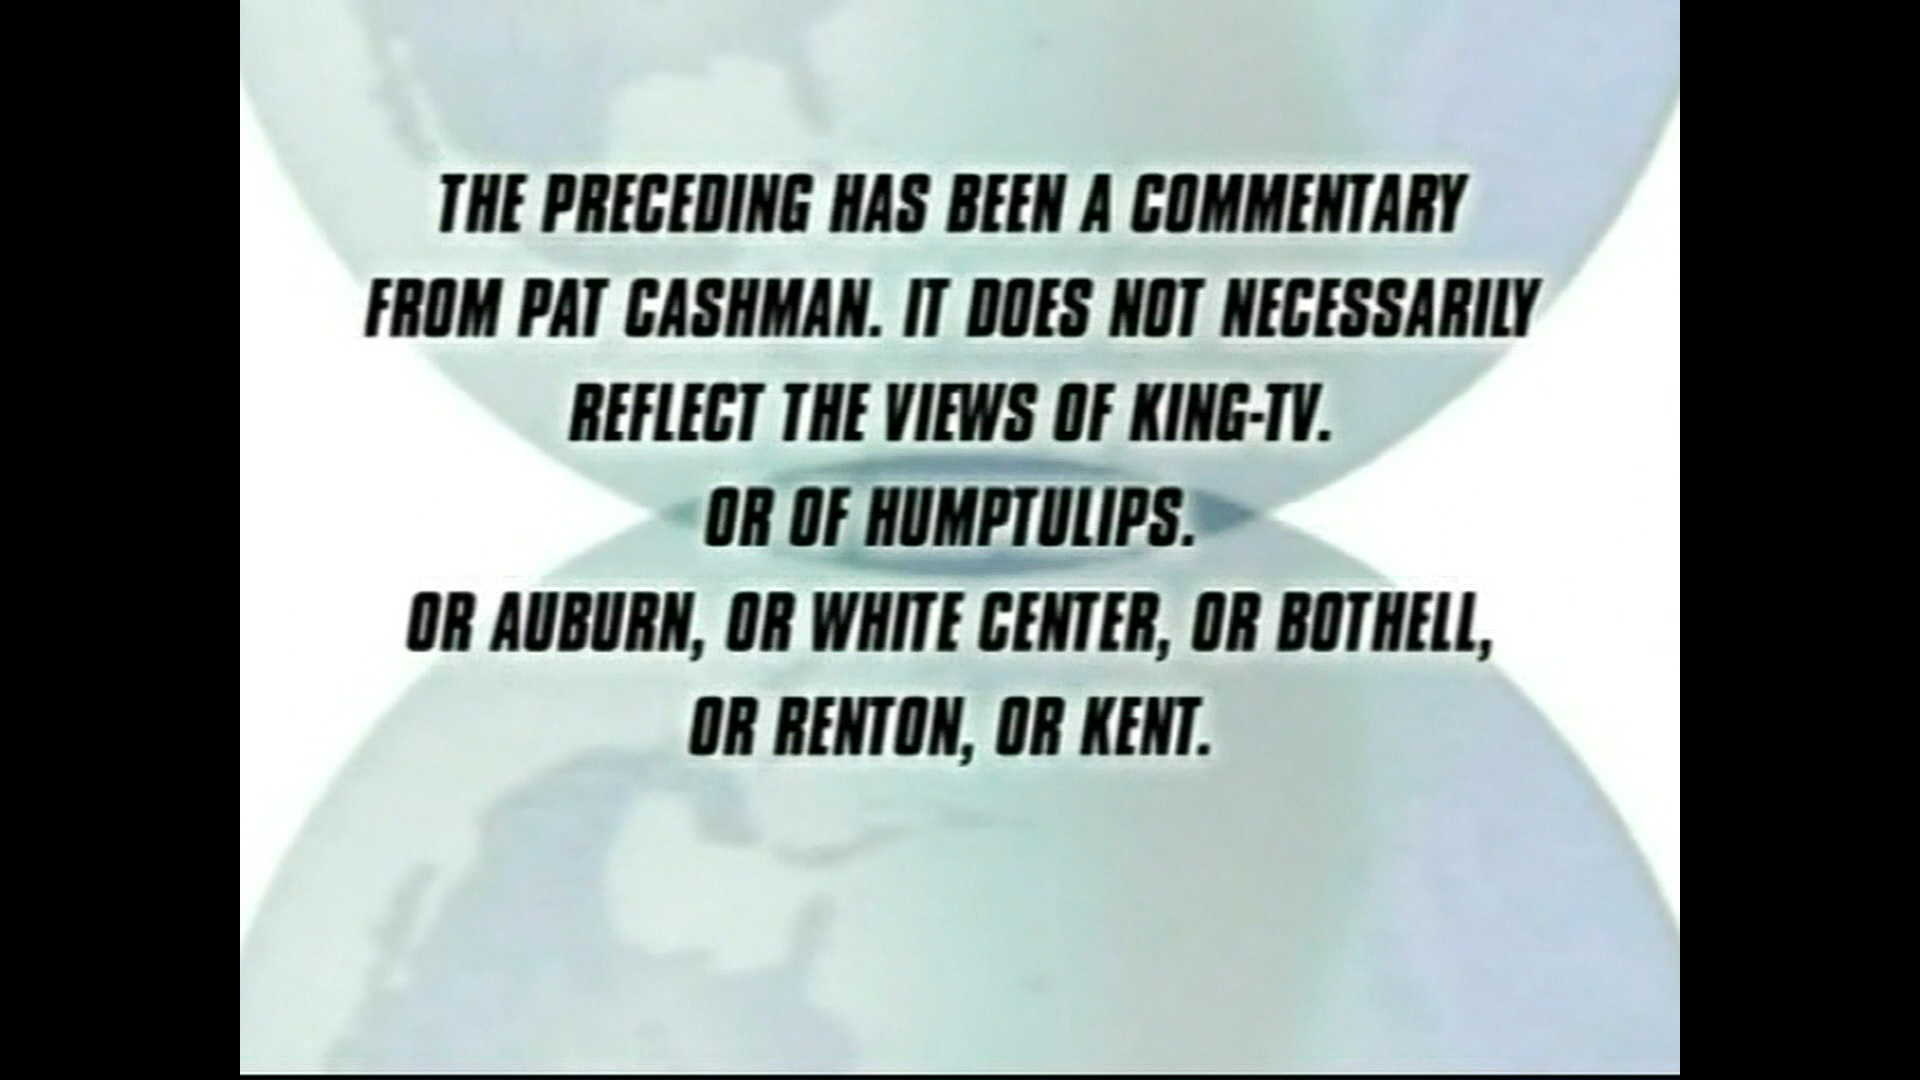 THE PRECEDING HAS BEEN A COMMENTARY
FROM PAT CASHMAN. IT DOES NOT NECESSARILY
REFLECT THE VIEWS OF KING-TV.
OR OF HUMPTULIPS.
OR AUBURN, OR WHITE CENTER, OR BOTHELL,
OR RENTON, OR KENT.